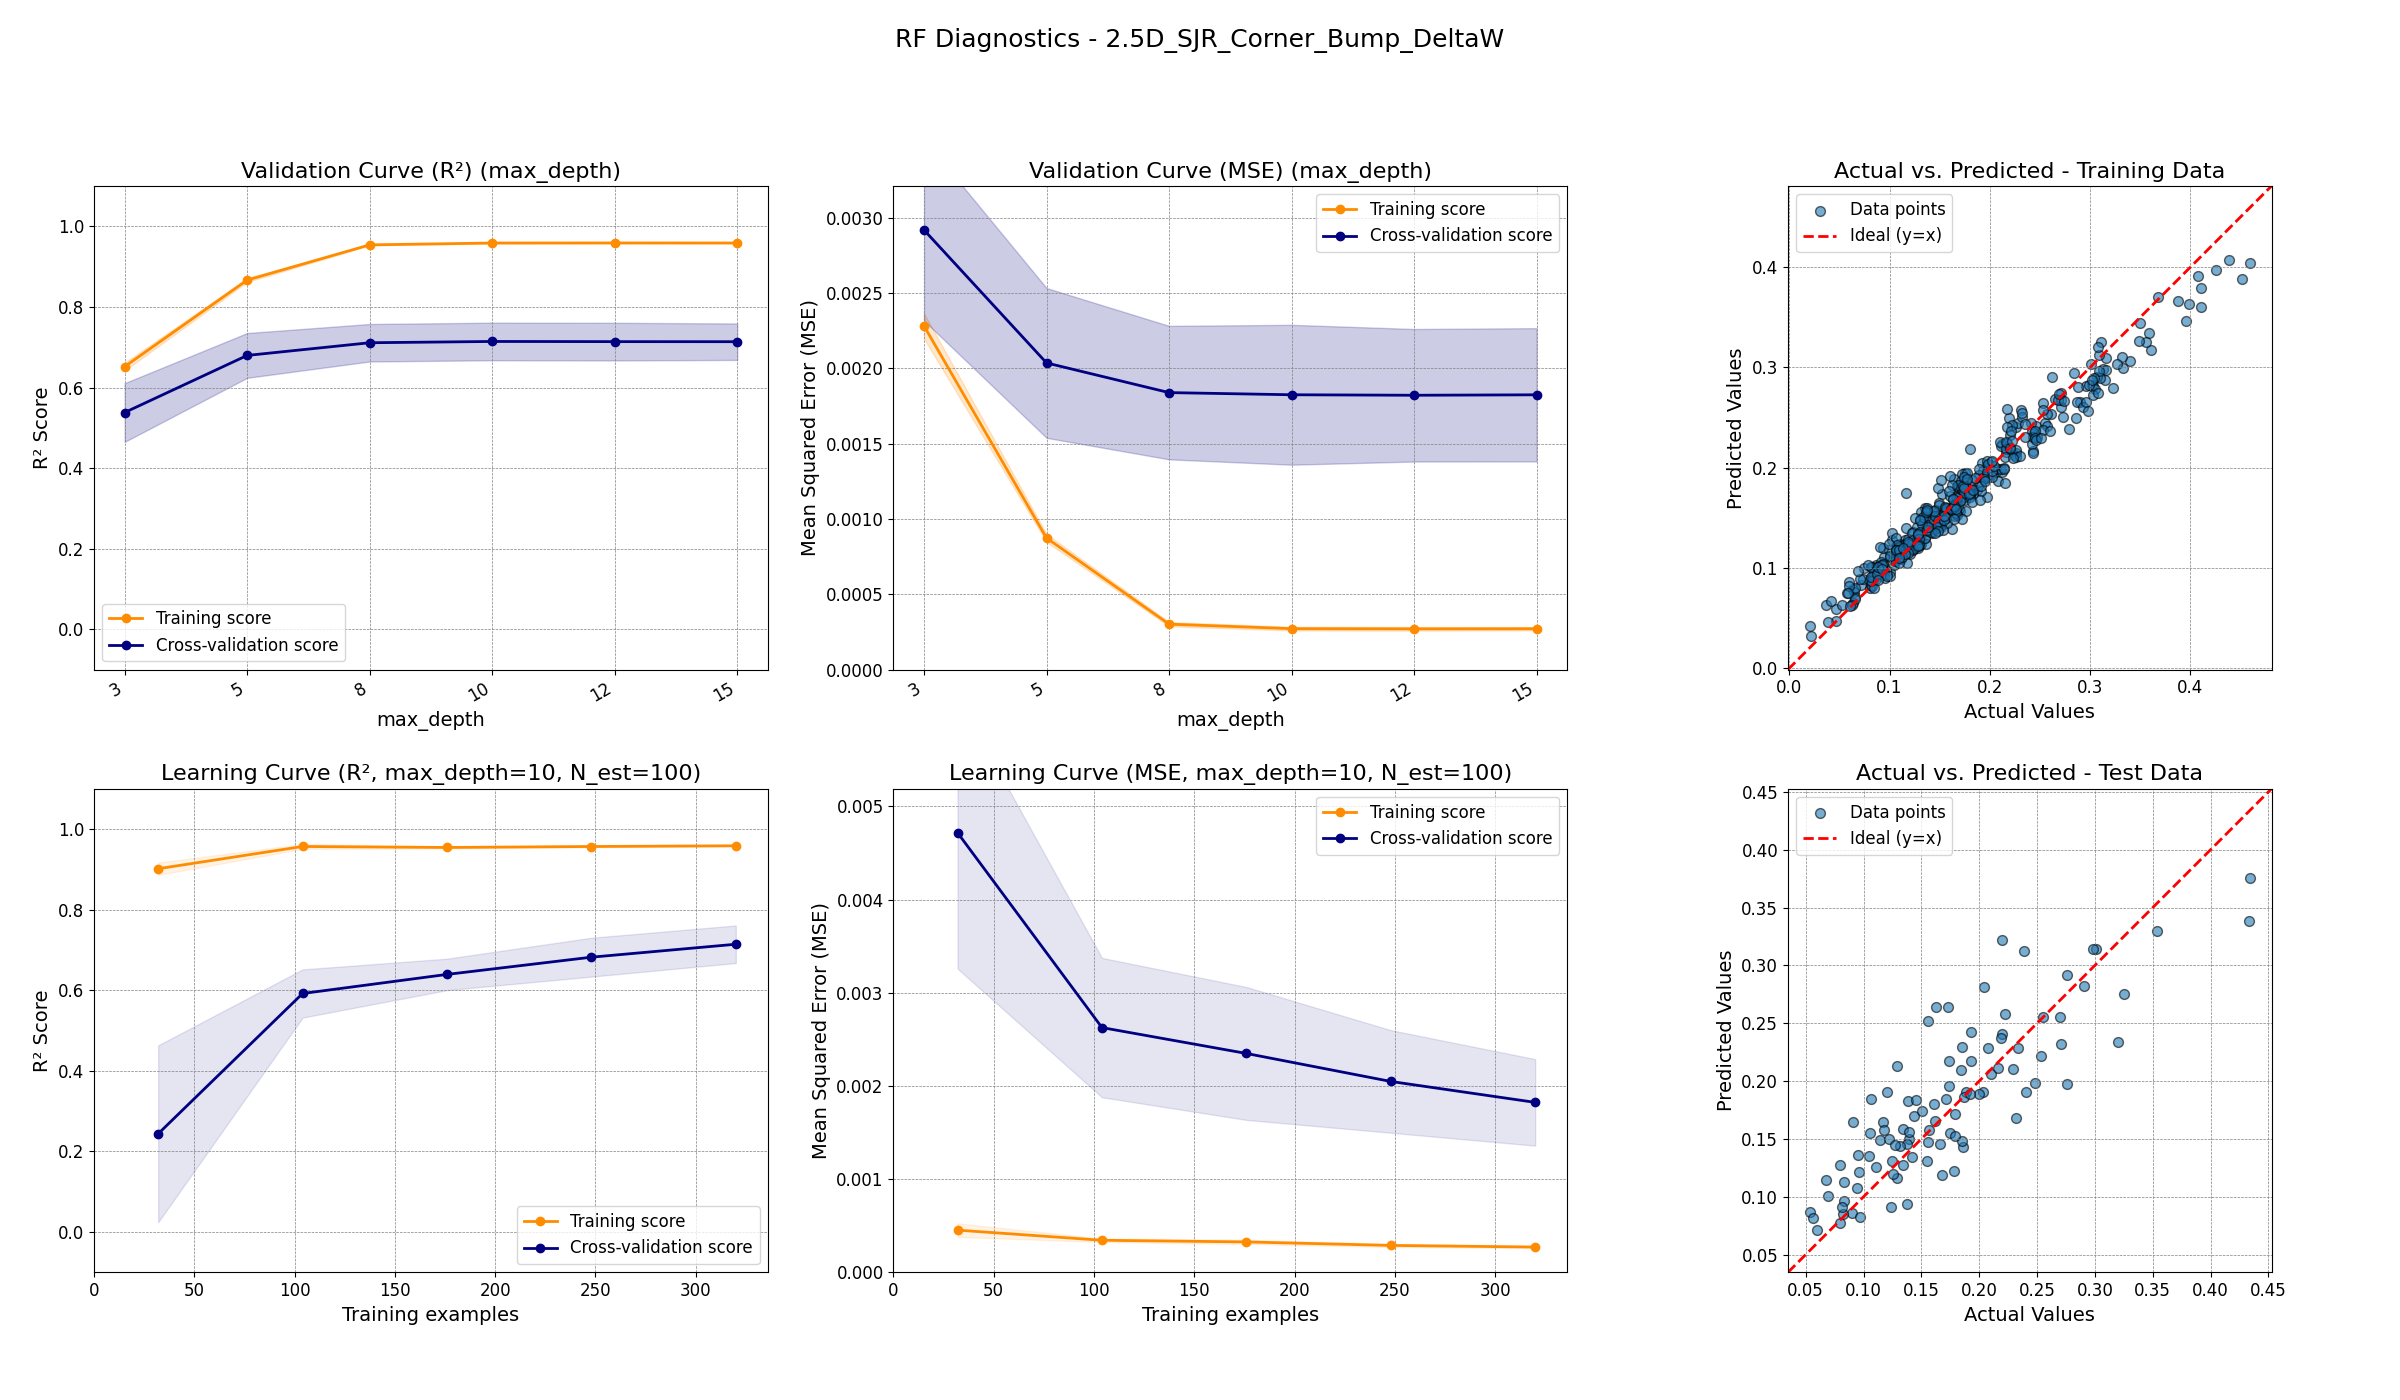 RF Diagnostics - 2.5D_SJR_Corner_Bump_DeltaW
Validation Curve (R²) (max_depth)
R² Score
1.0
0.8
0.6
0.4
0.2
0.0
Training score
Cross-validation score
3 5 8 10 12 15
max_depth
Validation Curve (MSE) (max_depth)
Mean Squared Error (MSE)
0.0030
0.0025
0.0020
0.0015
0.0010
0.0005
0.0000
Training score
Cross-validation score
3 5 8 10 12 15
max_depth
Actual vs. Predicted - Training Data
Predicted Values
0.4
0.3
0.2
0.1
0.0
Data points
Ideal (y=x)
0.0 0.1 0.2 0.3 0.4
Actual Values
Learning Curve (R², max_depth=10, N_est=100)
R² Score
1.0
0.8
0.6
0.4
0.2
0.0
Training score
Cross-validation score
0 50 100 150 200 250 300
Training examples
Learning Curve (MSE, max_depth=10, N_est=100)
Mean Squared Error (MSE)
0.005
0.004
0.003
0.002
0.001
0.000
Training score
Cross-validation score
0 50 100 150 200 250 300
Training examples
Actual vs. Predicted - Test Data
Predicted Values
0.45
0.40
0.35
0.30
0.25
0.20
0.15
0.10
0.05
Data points
Ideal (y=x)
0.05 0.10 0.15 0.20 0.25 0.30 0.35 0.40 0.45
Actual Values